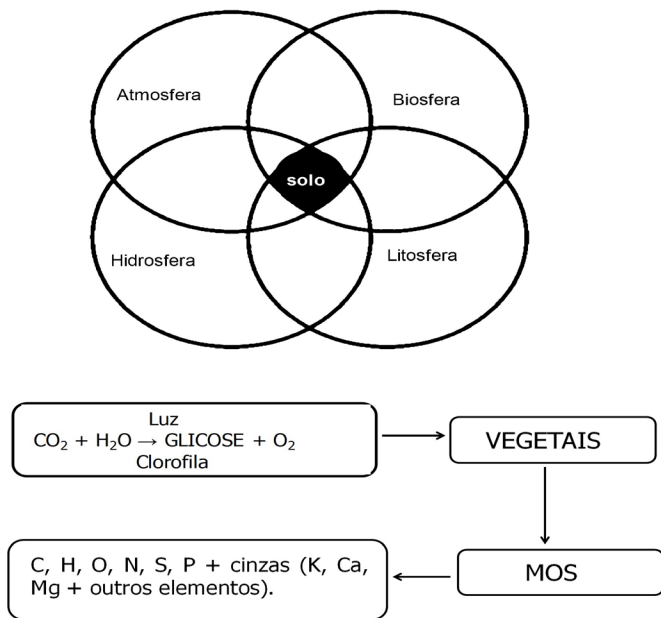 Atmosfera
Biosfera
solo
Hidrosfera
Litosfera
Luz
CO₂ + H₂O → GLICOSE + O₂
Clorofila
VEGETAIS
C, H, O, N, S, P + cinzas (K, Ca,
Mg + outros elementos).
MOS